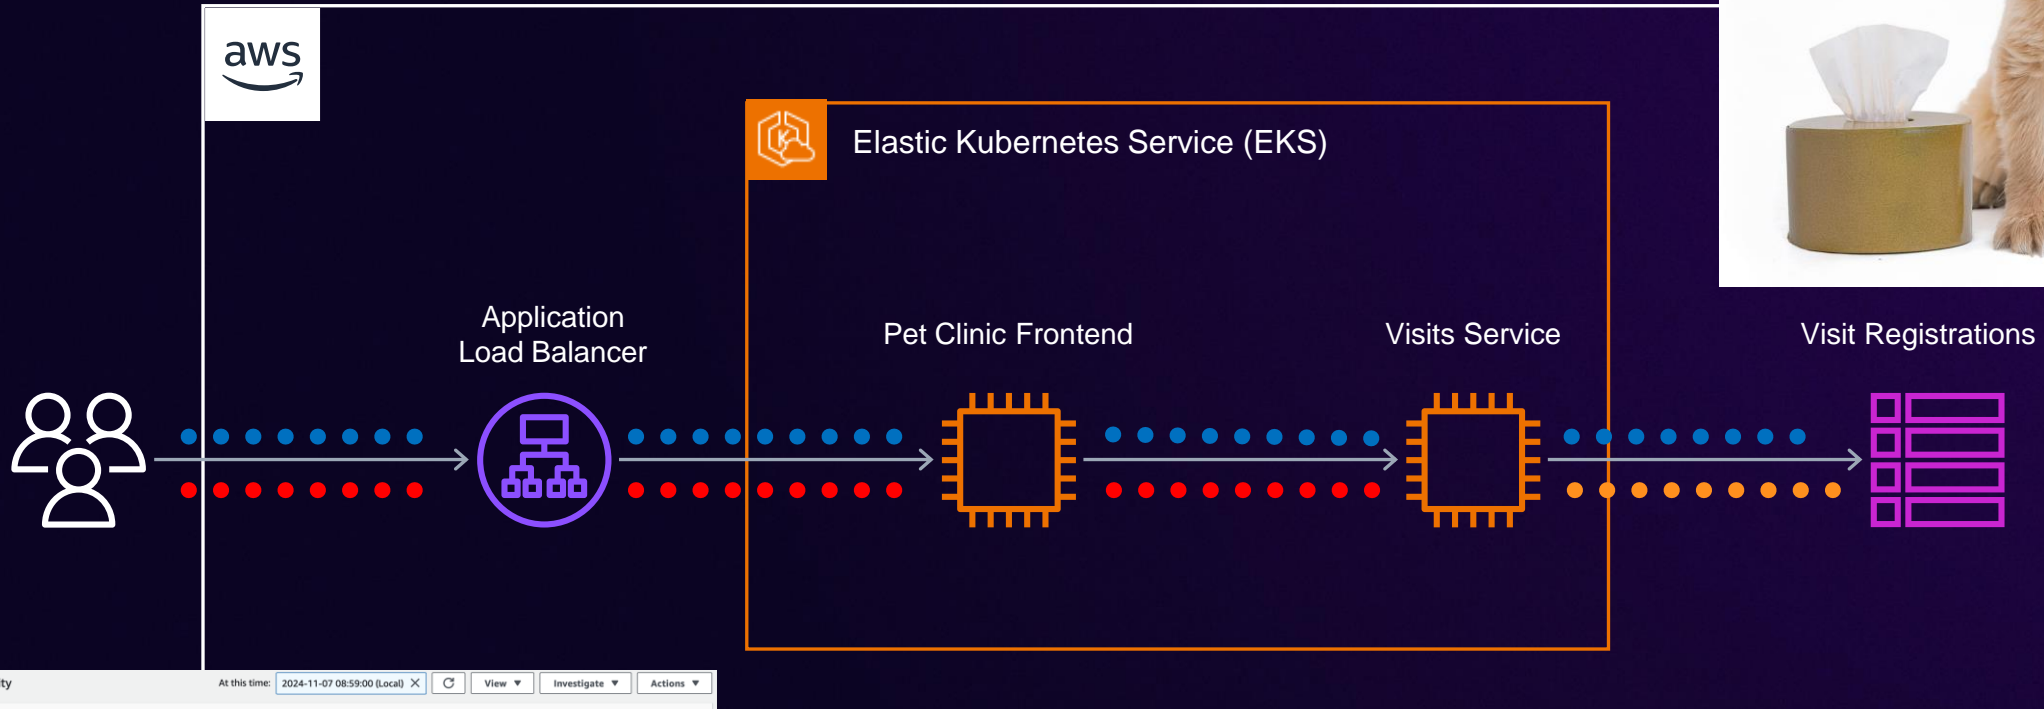 aws
Elastic Kubernetes Service (EKS)
Application
Load Balancer
Pet Clinic Frontend
Visits Service
Visit Registrations
At this time: 2024-11-07 08:59:00 (Local) View Investigate Actions